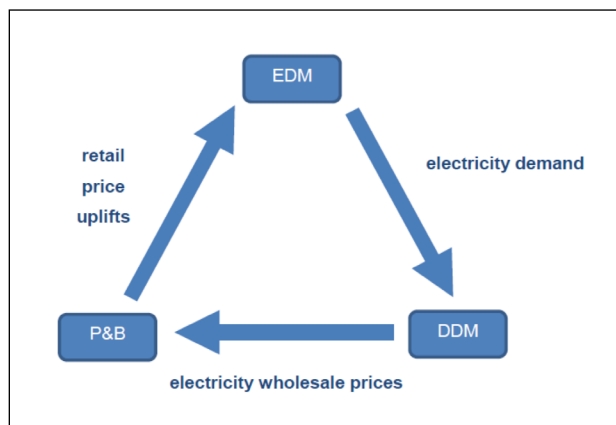 EDM
retail
price
uplifts
electricity demand
P&B
DDM
electricity wholesale prices